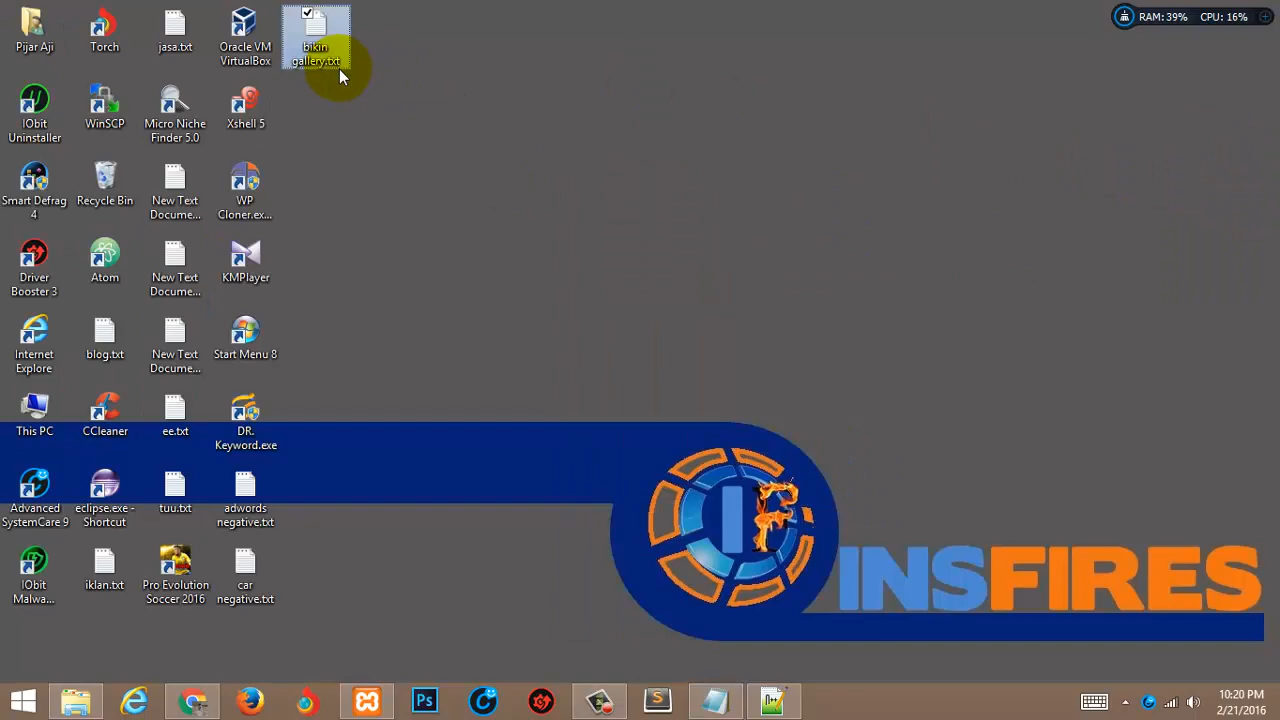 RAM: 39% CPU: 16%
Pijar Aji
Torch
jasa.txt
Oracle VM
VirtualBox
bikin
gallery.txt
IObit
Uninstaller
WinSCP
Micro Niche
Finder 5.0
Xshell 5
Smart Defrag
4
Recycle Bin
New Text
Docume...
WP
Cloner.ex...
Driver
Booster 3
Atom
New Text
Docume...
KMPlayer
Internet
Explore
blog.txt
New Text
Docume...
Start Menu 8
This PC
CCleaner
ee.txt
DR.
Keyword.exe
Advanced
SystemCare 9
eclipse.exe -
Shortcut
tuu.txt
adwords
negative.txt
IObit
Malwa...
iklan.txt
Pro Evolution
Soccer 2016
car
negative.txt
IF
INSFIRES
Ps
S
10:20 PM
2/21/2016